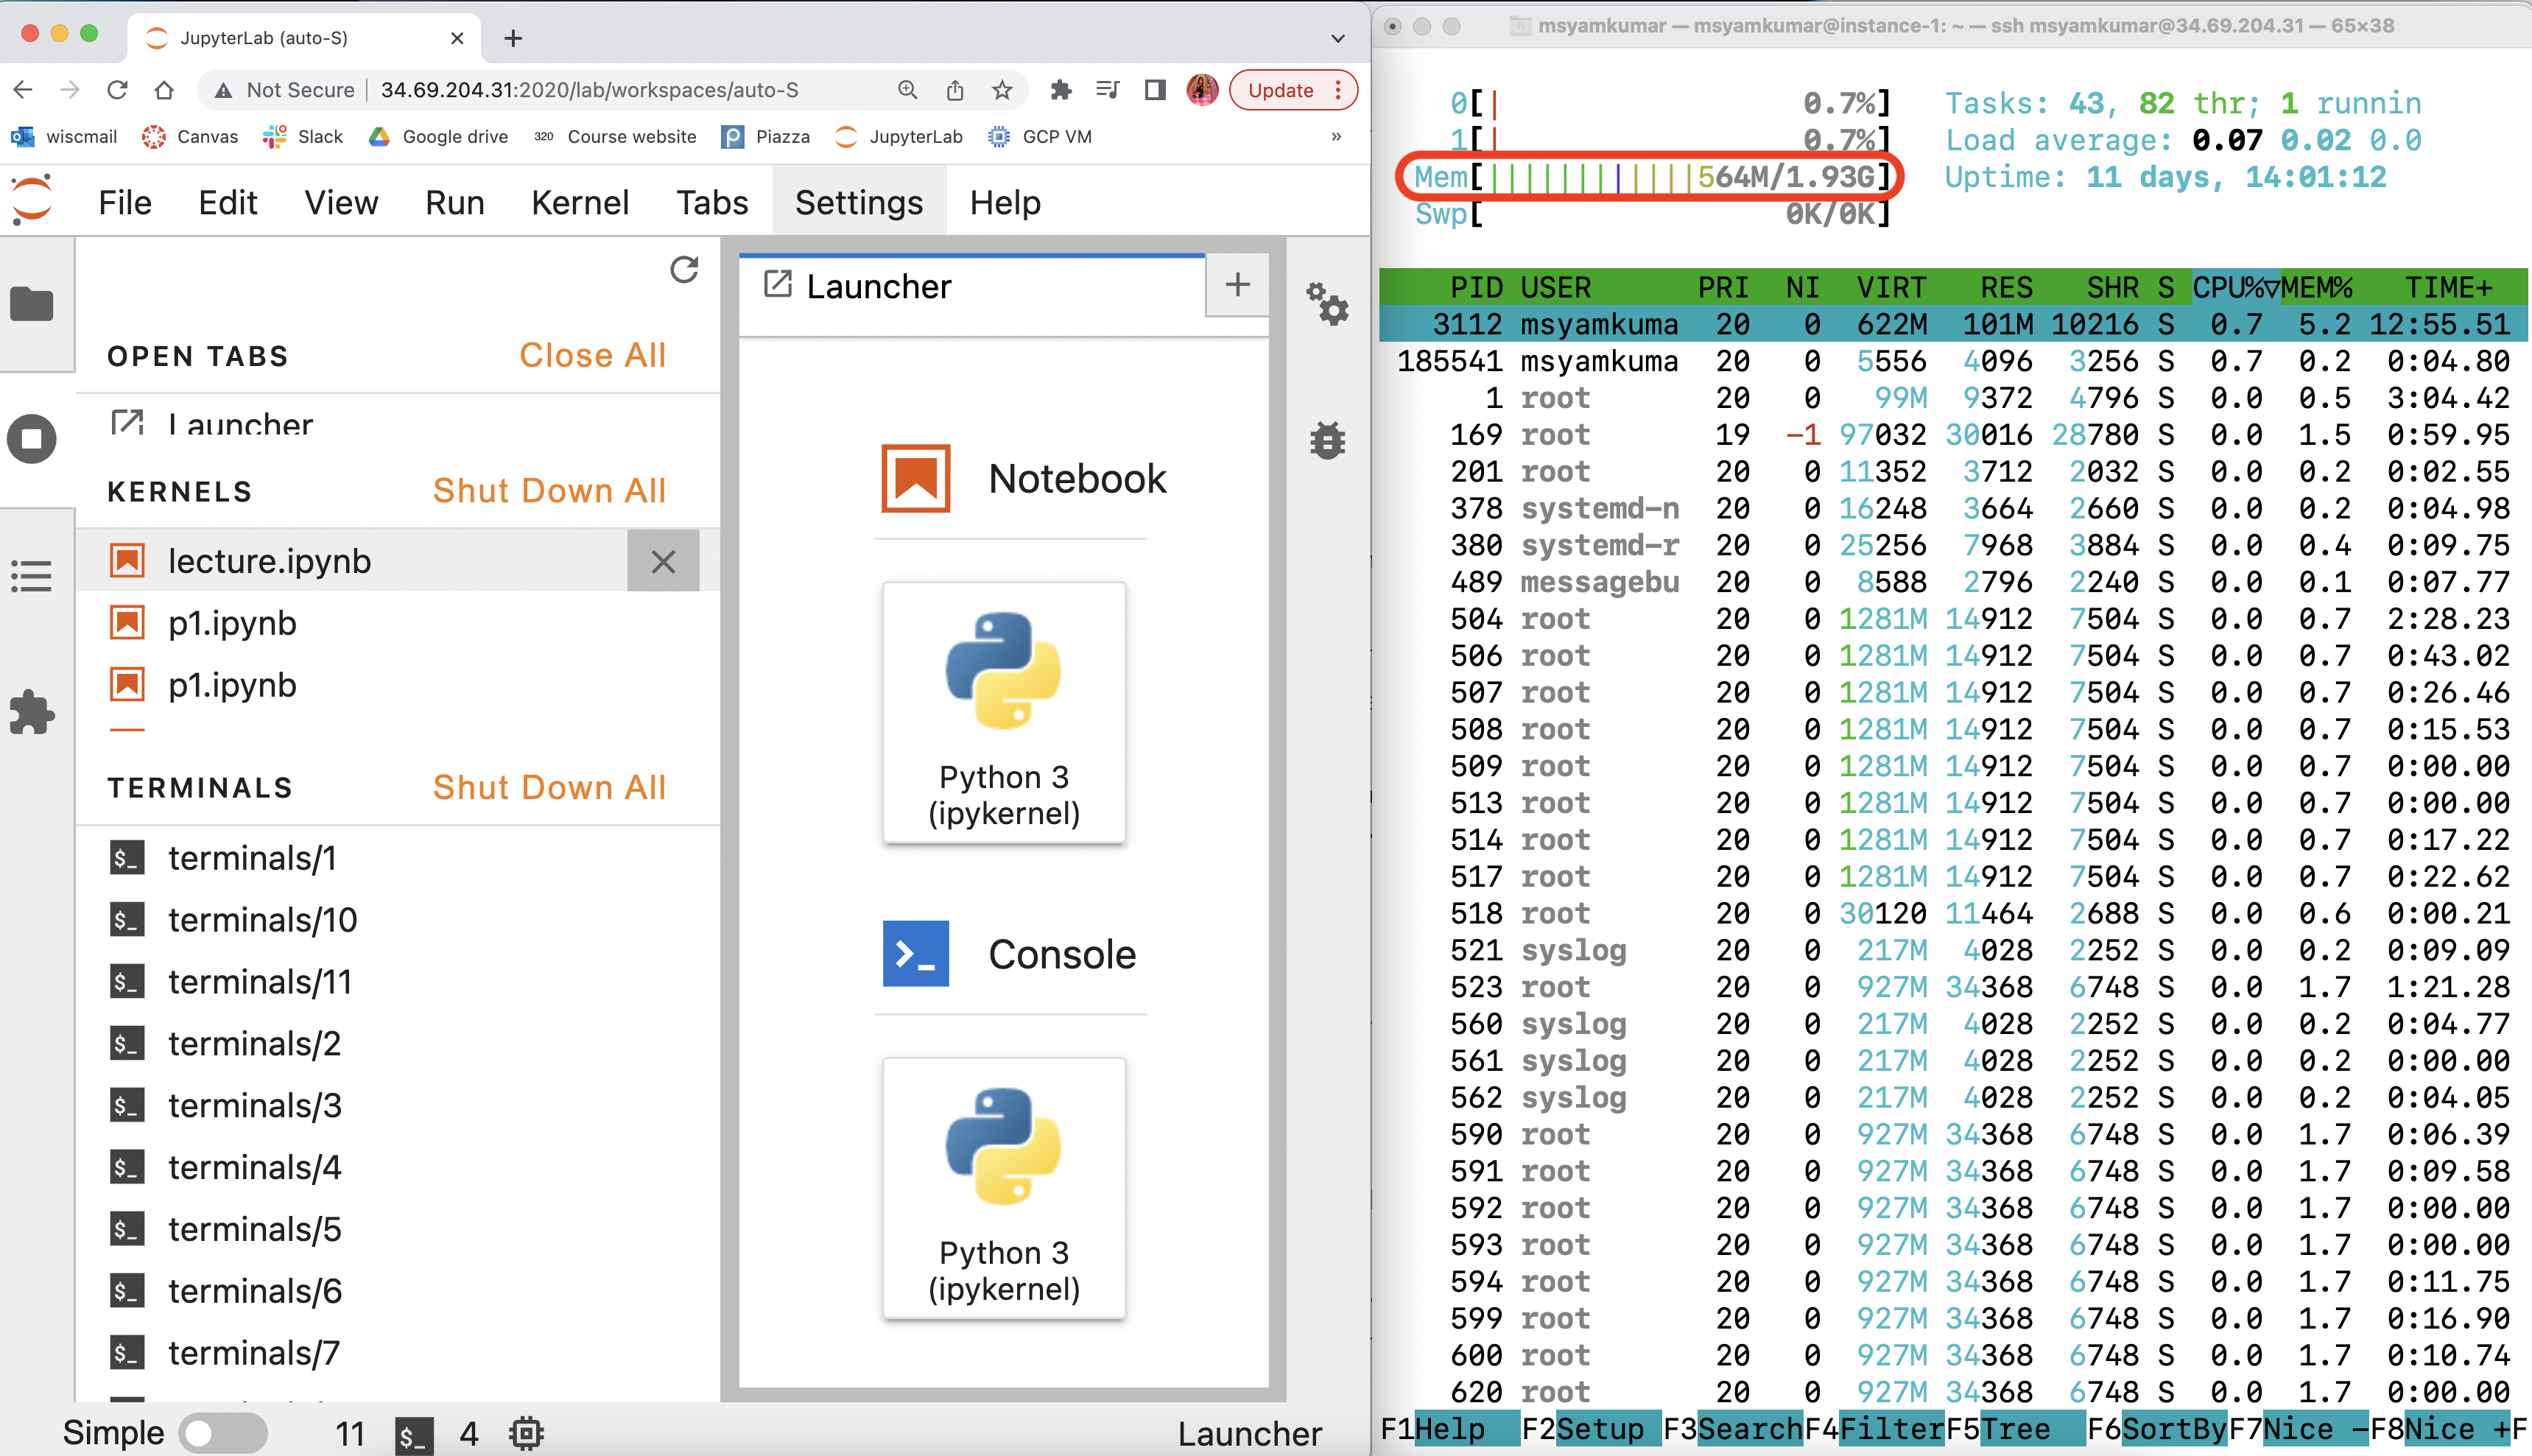 JupyterLab (auto-S)
Not Secure 34.69.204.31:2020/lab/workspaces/auto-S Update
wiscmail Canvas Slack Google drive 320 Course website Piazza JupyterLab GCP VM »
File Edit View Run Kernel Tabs Settings Help
OPEN TABS Close All
Launcher
KERNELS Shut Down All
lecture.ipynb
p1.ipynb
p1.ipynb
TERMINALS Shut Down All
terminals/1
terminals/10
terminals/11
terminals/2
terminals/3
terminals/4
terminals/5
terminals/6
terminals/7
Launcher
Notebook
Python 3
(ipykernel)
Console
Python 3
(ipykernel)
Simple 11 $_ 4 Launcher
msyamkumar — msyamkumar@instance-1: ~ — ssh msyamkumar@34.69.204.31 — 65×38
0[| 0.7%] Tasks: 43, 82 thr; 1 runnin
1[| 0.7%] Load average: 0.07 0.02 0.0
Mem[||||||||||||564M/1.93G] Uptime: 11 days, 14:01:12
Swp[ 0K/0K]
PID USER PRI NI VIRT RES SHR S CPU%▽MEM% TIME+
3112 msyamkuma 20 0 622M 101M 10216 S 0.7 5.2 12:55.51
185541 msyamkuma 20 0 5556 4096 3256 S 0.7 0.2 0:04.80
1 root 20 0 99M 9372 4796 S 0.0 0.5 3:04.42
169 root 19 -1 97032 30016 28780 S 0.0 1.5 0:59.95
201 root 20 0 11352 3712 2032 S 0.0 0.2 0:02.55
378 systemd-n 20 0 16248 3664 2660 S 0.0 0.2 0:04.98
380 systemd-r 20 0 25256 7968 3884 S 0.0 0.4 0:09.75
489 messagebu 20 0 8588 2796 2240 S 0.0 0.1 0:07.77
504 root 20 0 1281M 14912 7504 S 0.0 0.7 2:28.23
506 root 20 0 1281M 14912 7504 S 0.0 0.7 0:43.02
507 root 20 0 1281M 14912 7504 S 0.0 0.7 0:26.46
508 root 20 0 1281M 14912 7504 S 0.0 0.7 0:15.53
509 root 20 0 1281M 14912 7504 S 0.0 0.7 0:00.00
513 root 20 0 1281M 14912 7504 S 0.0 0.7 0:00.00
514 root 20 0 1281M 14912 7504 S 0.0 0.7 0:17.22
517 root 20 0 1281M 14912 7504 S 0.0 0.7 0:22.62
518 root 20 0 30120 11464 2688 S 0.0 0.6 0:00.21
521 syslog 20 0 217M 4028 2252 S 0.0 0.2 0:09.09
523 root 20 0 927M 34368 6748 S 0.0 1.7 1:21.28
560 syslog 20 0 217M 4028 2252 S 0.0 0.2 0:04.77
561 syslog 20 0 217M 4028 2252 S 0.0 0.2 0:00.00
562 syslog 20 0 217M 4028 2252 S 0.0 0.2 0:04.05
590 root 20 0 927M 34368 6748 S 0.0 1.7 0:06.39
591 root 20 0 927M 34368 6748 S 0.0 1.7 0:09.58
592 root 20 0 927M 34368 6748 S 0.0 1.7 0:00.00
593 root 20 0 927M 34368 6748 S 0.0 1.7 0:00.00
594 root 20 0 927M 34368 6748 S 0.0 1.7 0:11.75
599 root 20 0 927M 34368 6748 S 0.0 1.7 0:16.90
600 root 20 0 927M 34368 6748 S 0.0 1.7 0:10.74
620 root 20 0 927M 34368 6748 S 0.0 1.7 0:00.00
F1Help F2Setup F3SearchF4FilterF5Tree F6SortByF7Nice -F8Nice +F